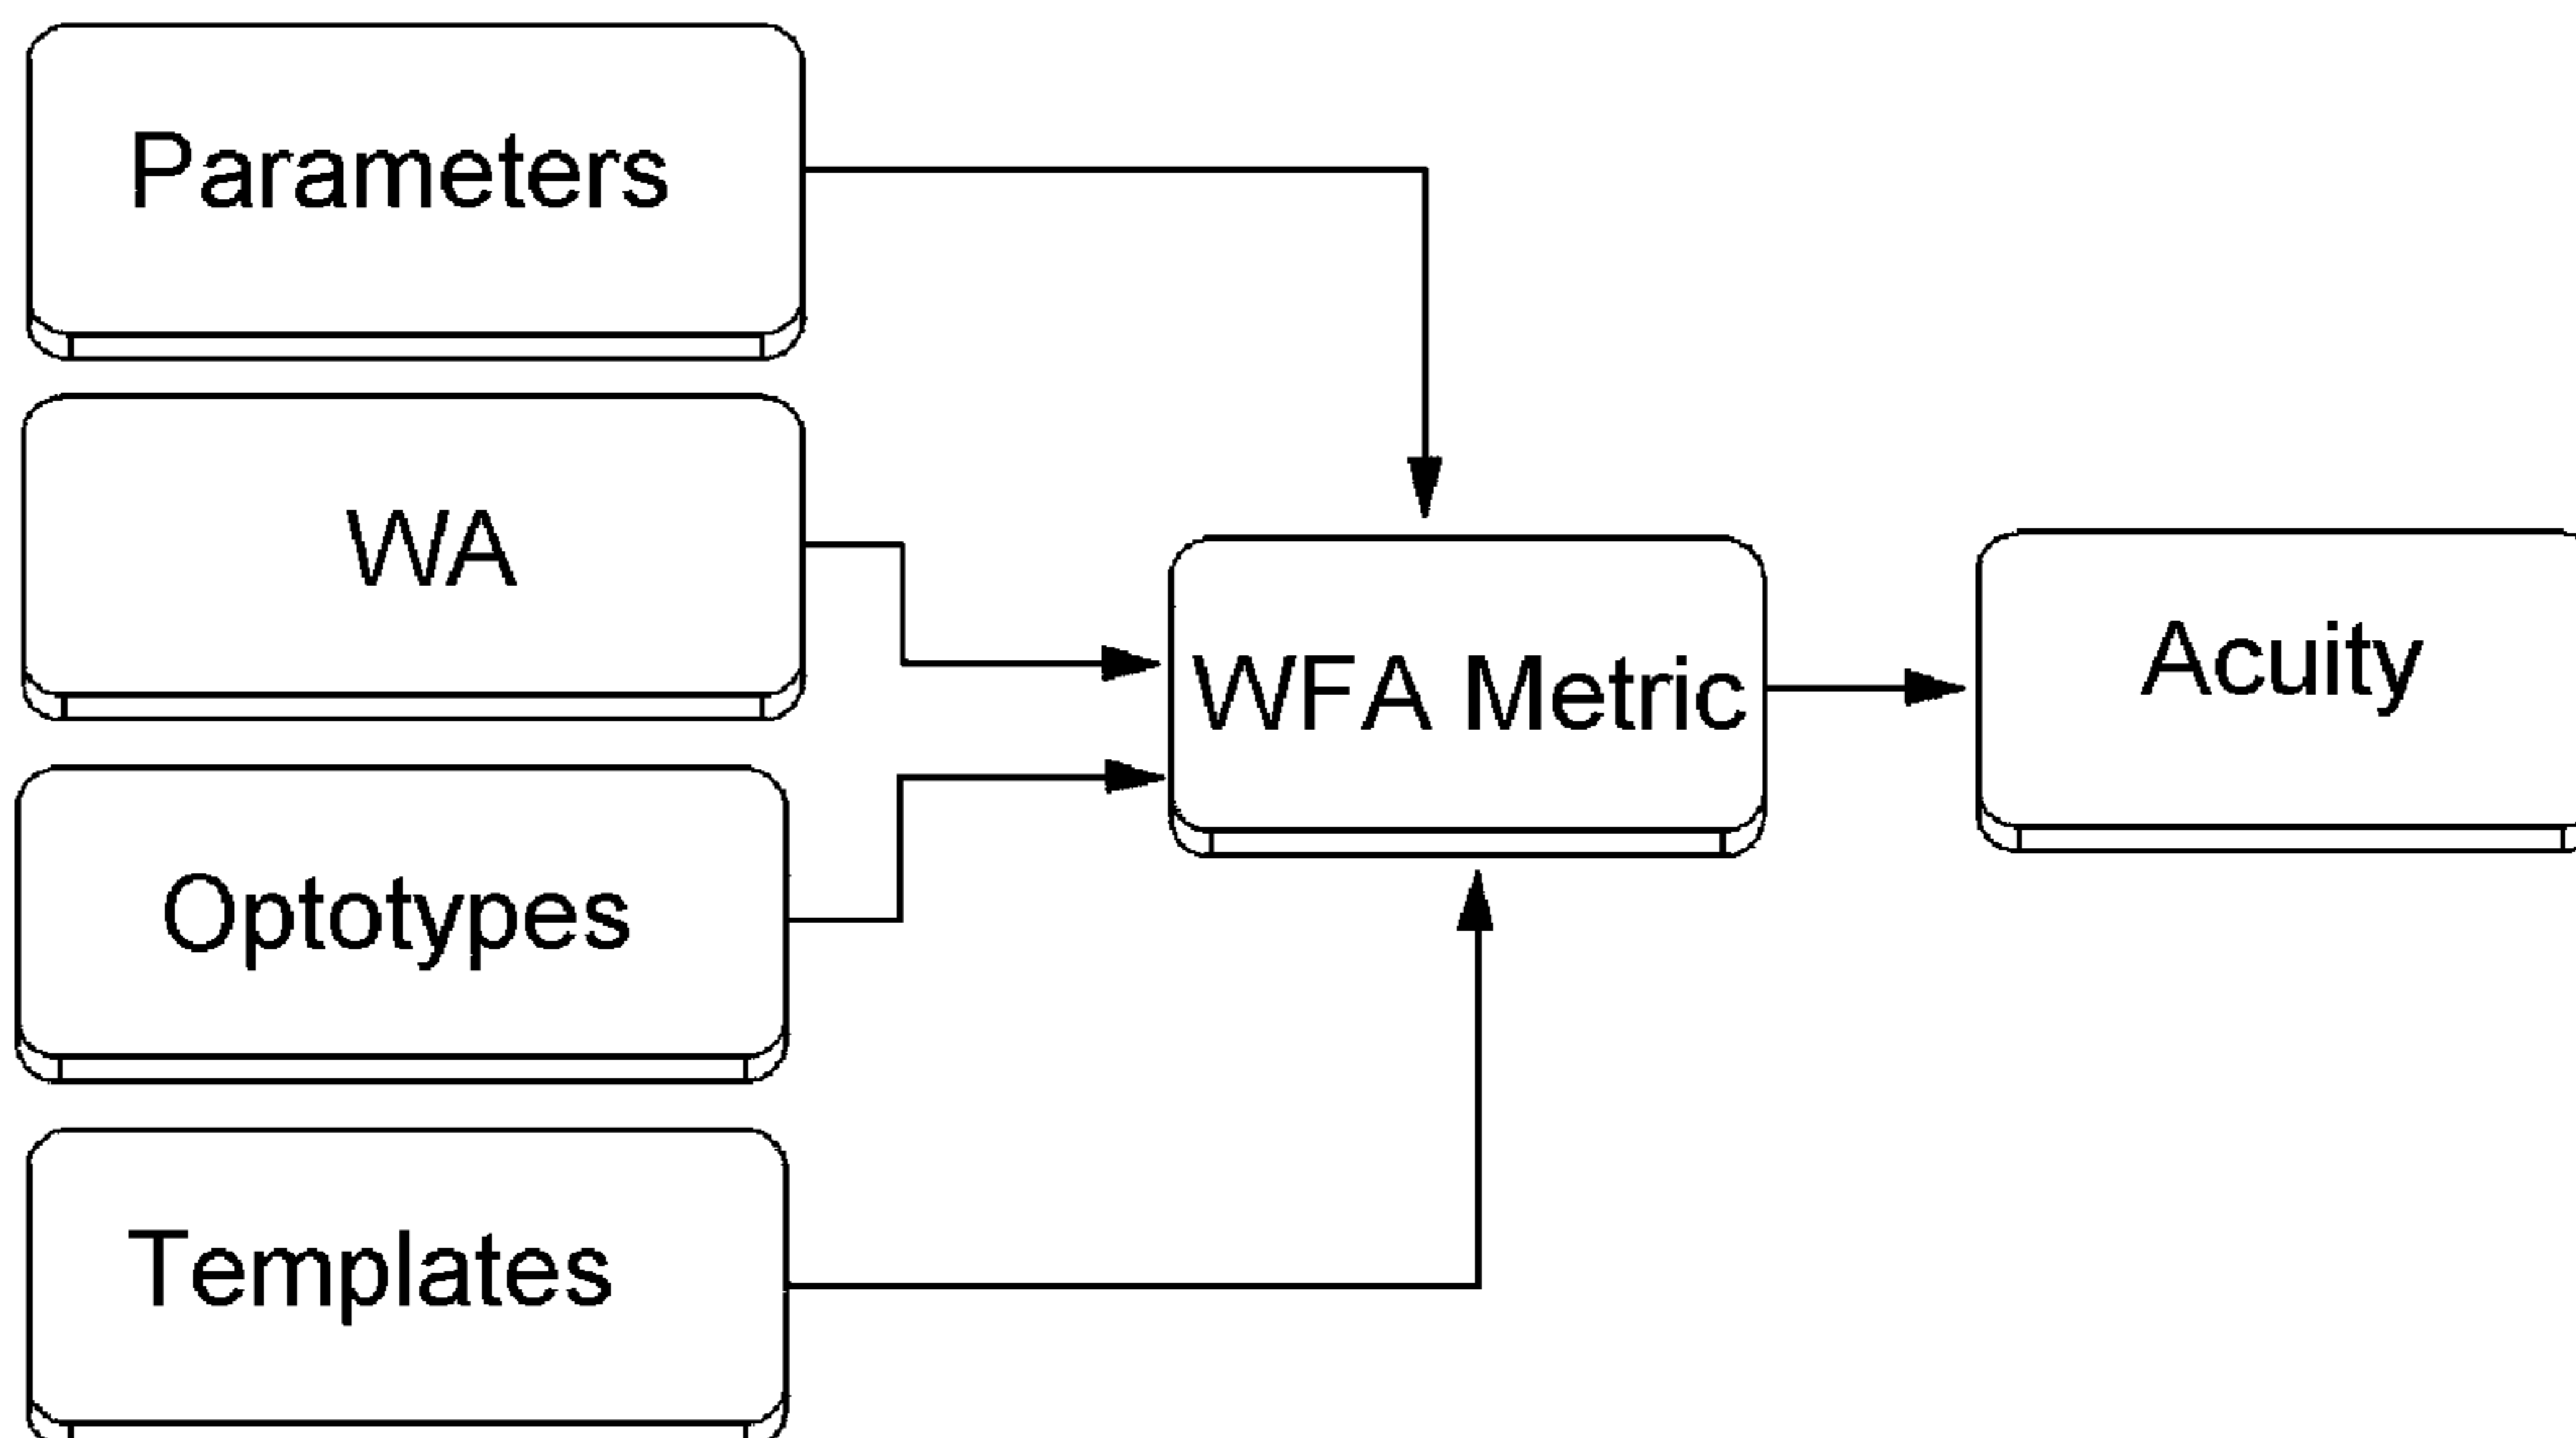 Parameters
WA
Optotypes
Templates
WFA Metric
Acuity